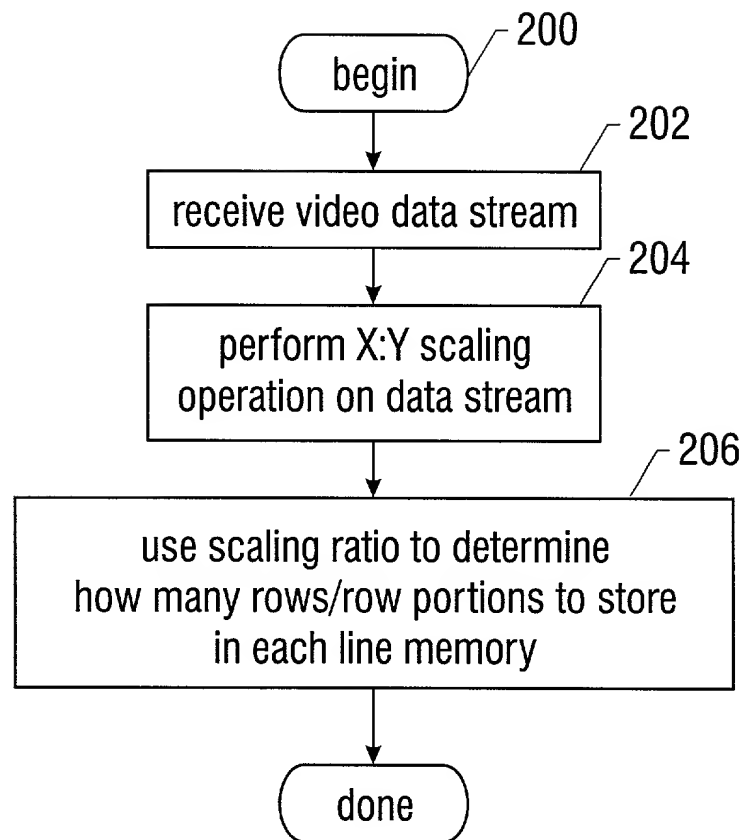 200
begin
202
receive video data stream
204
perform X:Y scaling
operation on data stream
206
use scaling ratio to determine
how many rows/row portions to store
in each line memory
done